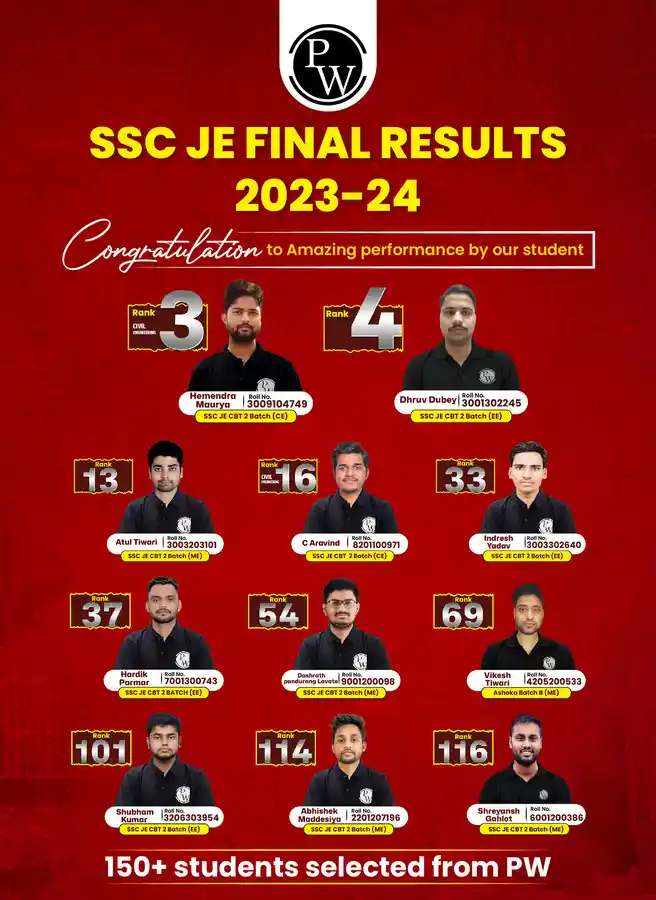 PW
SSC JE FINAL RESULTS
2023-24
Congratulation to Amazing performance by our student
Rank 3
CIVIL
ENGINEERING
Hemendra
Maurya
Roll No.
3009104749
SSC JE CBT 2 Batch (CE)
Rank 4
Dhruv Dubey
Roll No.
3001302245
SSC JE CBT 2 Batch (EE)
Rank
13
Atul Tiwari
Roll No.
3003203101
SSC JE CBT 2 Batch (ME)
Rank 16
CIVIL
ENGINEERING
C Aravind
Roll No.
8201100971
SSC JE CBT 2 Batch (CE)
Rank
33
Indresh
Yadav
Roll No.
3003302640
SSC JE CBT 2 Batch (EE)
Rank
37
Hardik
Parmar
Roll No.
7001300743
SSC JE CBT 2 BATCH (EE)
Rank
54
Dashrath
pandurang Lavate
Roll No.
9001200098
SSC JE CBT 2 Batch (ME)
Rank
69
Vikesh
Tiwari
Roll No.
4205200533
Ashoka Batch B (ME)
Rank
101
Shubham
Kumar
Roll No.
3206303954
SSC JE CBT 2 Batch (EE)
Rank
114
Abhishek
Maddesiya
Roll No.
2201207196
SSC JE CBT 2 Batch (ME)
Rank
116
Shreyansh
Gahlot
Roll No.
6001200386
SSC JE CBT 2 Batch (ME)
150+ students selected from PW